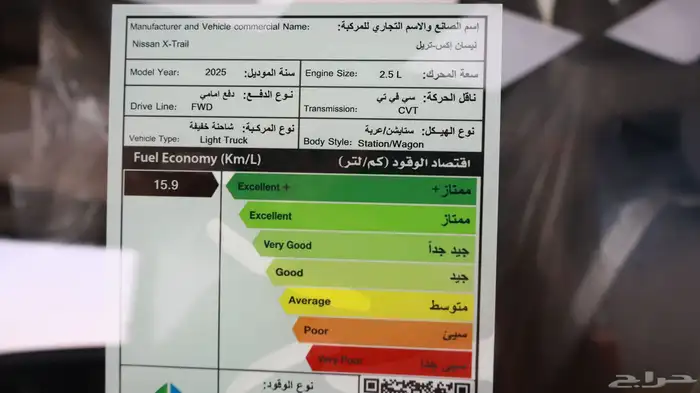 Manufacturer and Vehicle commercial Name: إسم الصانع والاسم التجاري للمركبة:
Nissan X-Trail نيسان إكس-تريل
Model Year: 2025 سنة الموديل:
Engine Size: 2.5 L سعة المحرك:
نوع الدفع: دفع امامي
Drive Line: FWD
ناقل الحركة: سي في تي
Transmission: CVT
نوع المركبة: شاحنة خفيفة
Vehicle Type: Light Truck
نوع الهيكل: ستايشن/عربة
Body Style: Station/Wagon
Fuel Economy (Km/L) اقتصاد الوقود (كم/لتر)
15.9 Excellent + ممتاز+
Excellent ممتاز
Very Good جيد جداً
Good جيد
Average متوسط
Poor سيئ
Very Poor سيئ جدا
نوع الوقود:
حراج